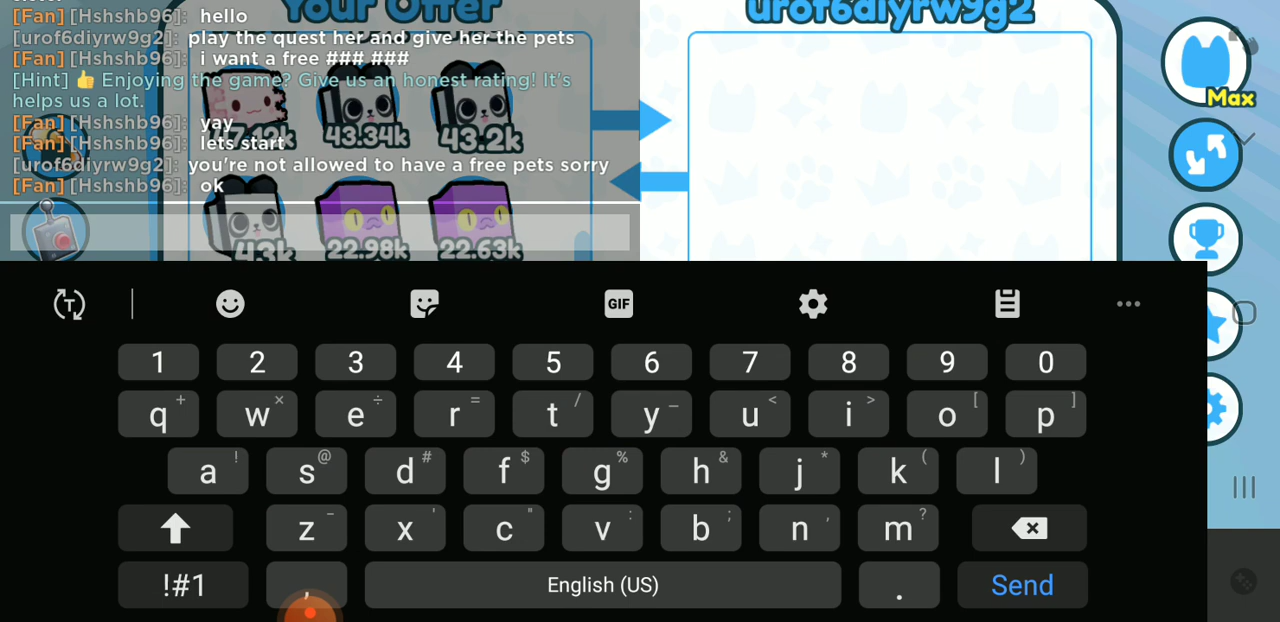 Your Offer
urof6diyrw9g2
[Fan] [Hshshb96]: hello
[urof6diyrw9g2]: play the quest her and give her the pets
[Fan] [Hshshb96]: i want a free ### ###
[Hint] 👍 Enjoying the game? Give us an honest rating! It's
helps us a lot.
[Fan] [Hshshb96]: yay
[Fan] [Hshshb96]: lets start
[urof6diyrw9g2]: you're not allowed to have a free pets sorry
[Fan] [Hshshb96]: ok
43.34k 43.2k
43k 22.98k 22.63k
Max
T GIF
1 2 3 4 5 6 7 8 9 0
q + w × e ÷ r = t / y _ u < i > o [ p ]
a ! s @ d # f $ g % h & j * k ( l )
z - x ' c " v : b ; n , m ?
!#1 , English (US) . Send